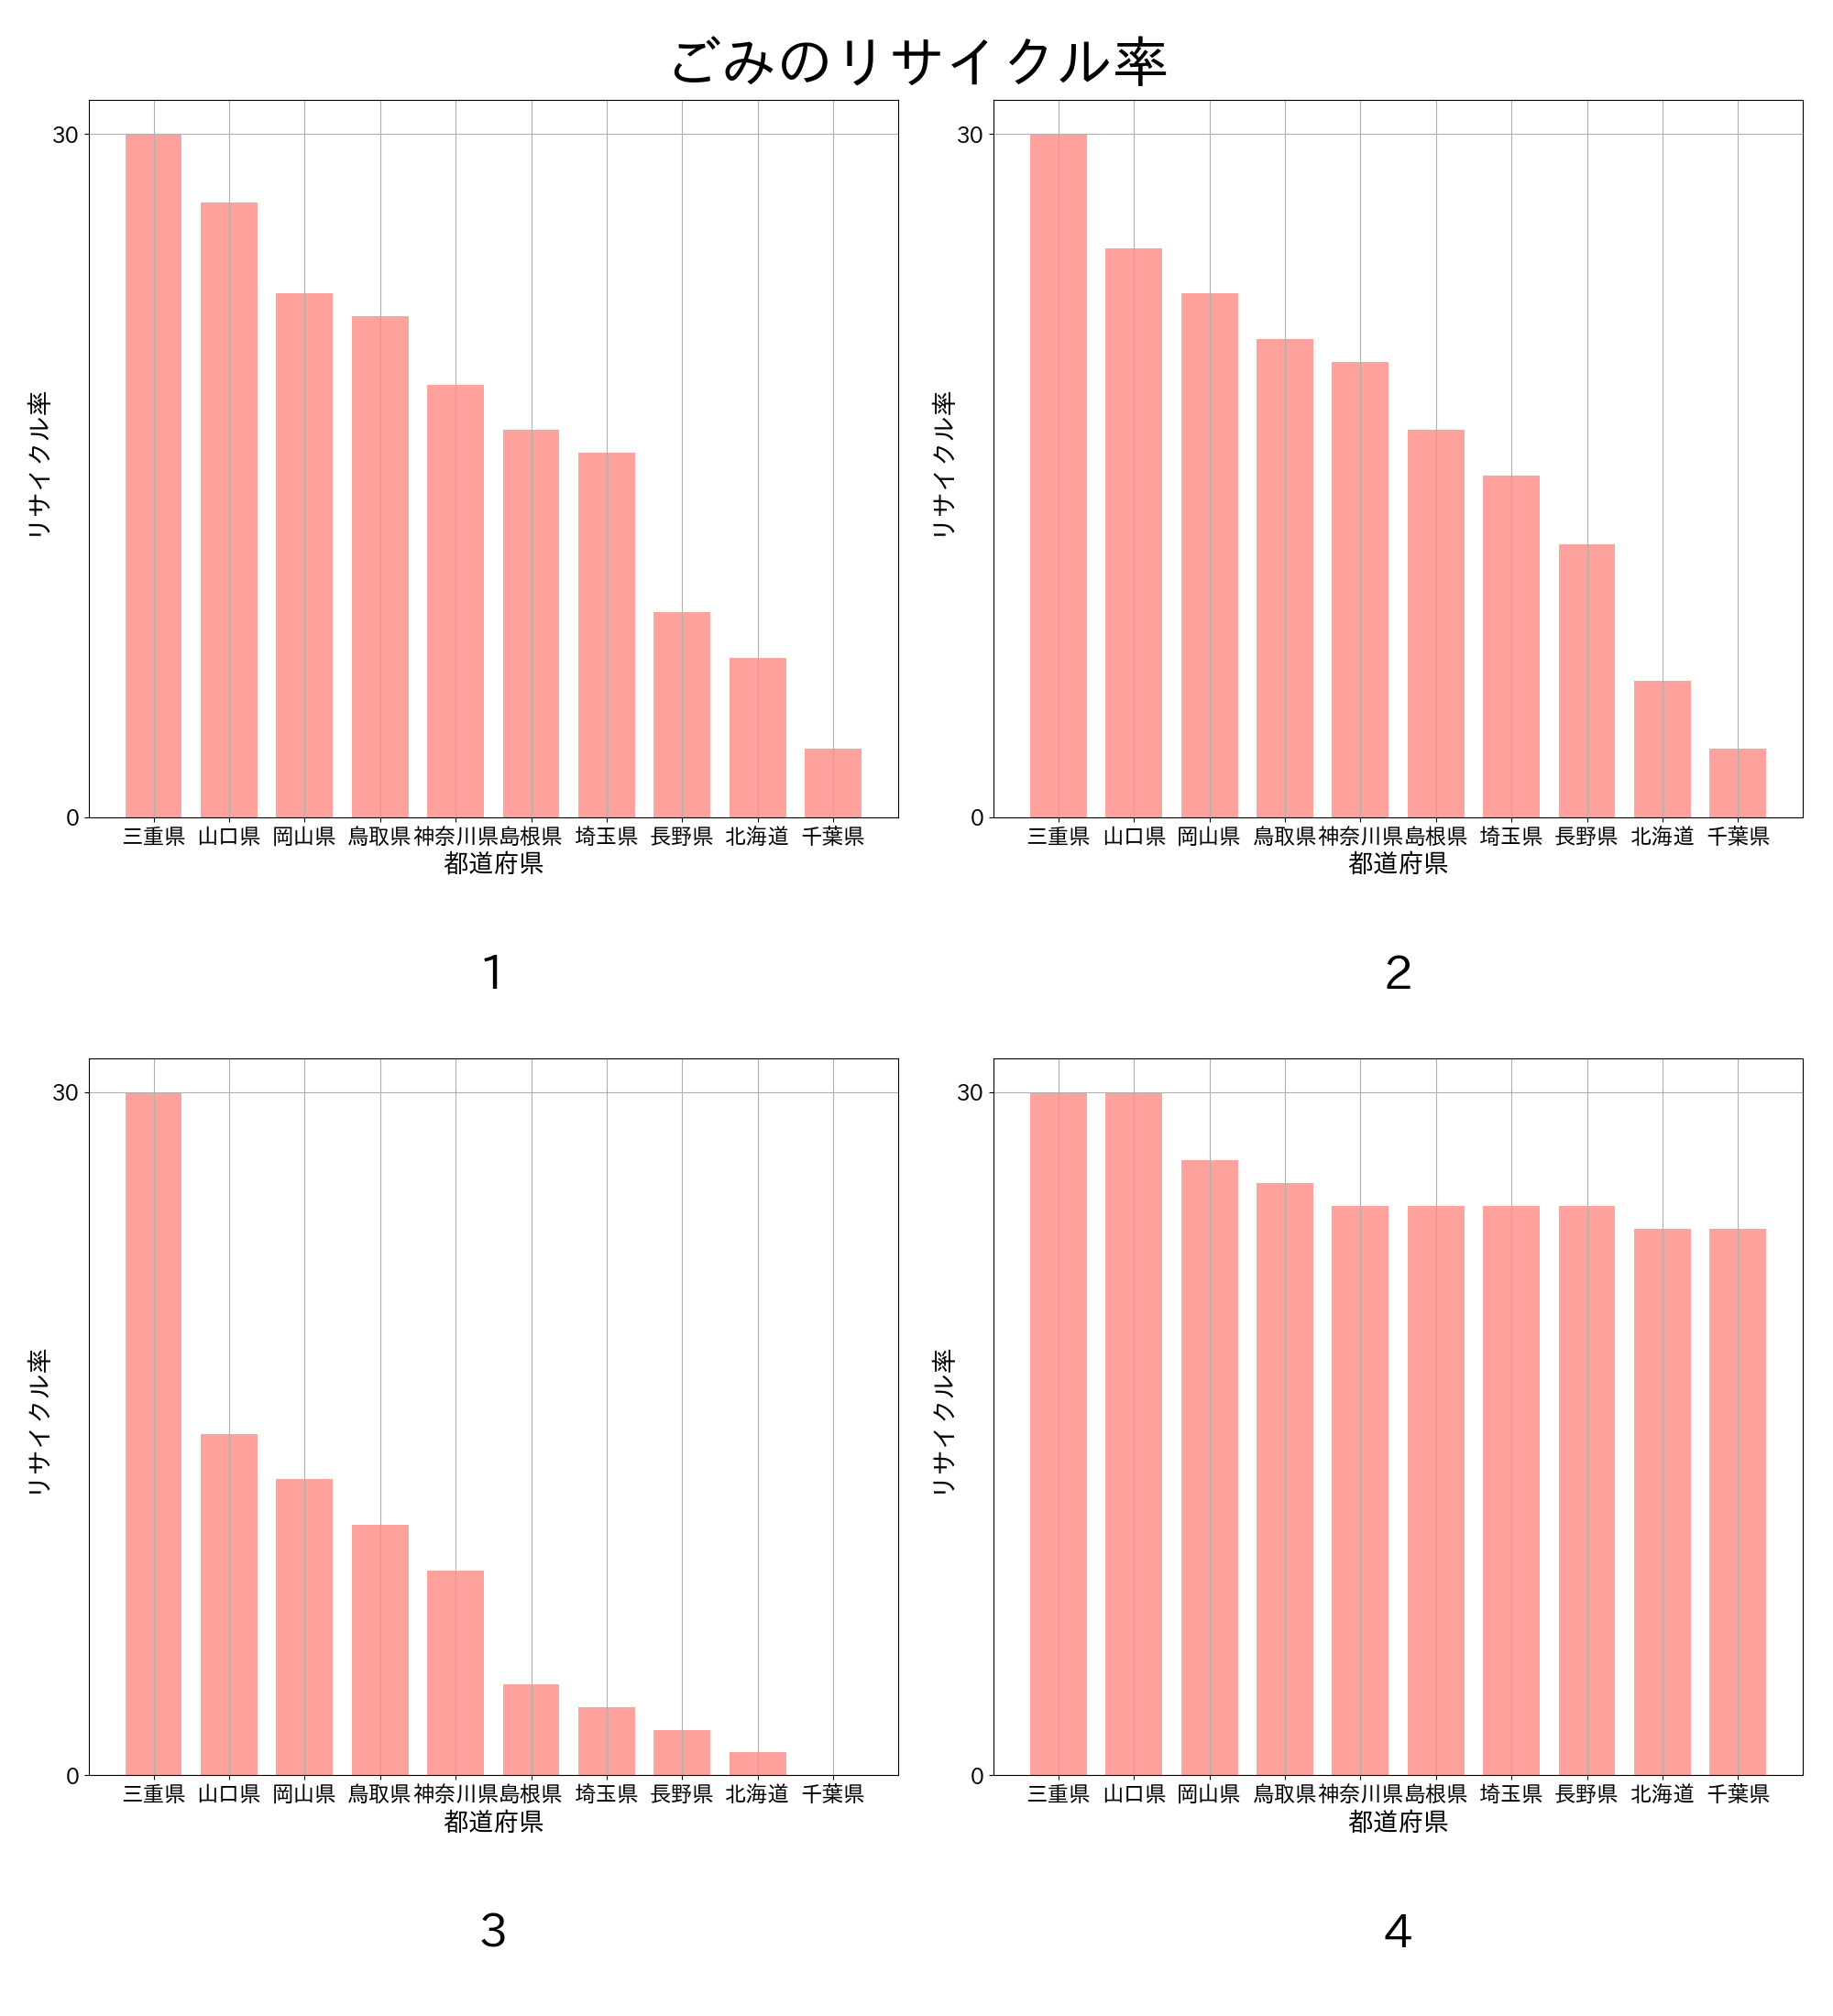 ごみのリサイクル率
30
リサイクル率
0
三重県 山口県 岡山県 鳥取県 神奈川県 島根県 埼玉県 長野県 北海道 千葉県
都道府県
1
30
リサイクル率
0
三重県 山口県 岡山県 鳥取県 神奈川県 島根県 埼玉県 長野県 北海道 千葉県
都道府県
2
30
リサイクル率
0
三重県 山口県 岡山県 鳥取県 神奈川県 島根県 埼玉県 長野県 北海道 千葉県
都道府県
3
30
リサイクル率
0
三重県 山口県 岡山県 鳥取県 神奈川県 島根県 埼玉県 長野県 北海道 千葉県
都道府県
4